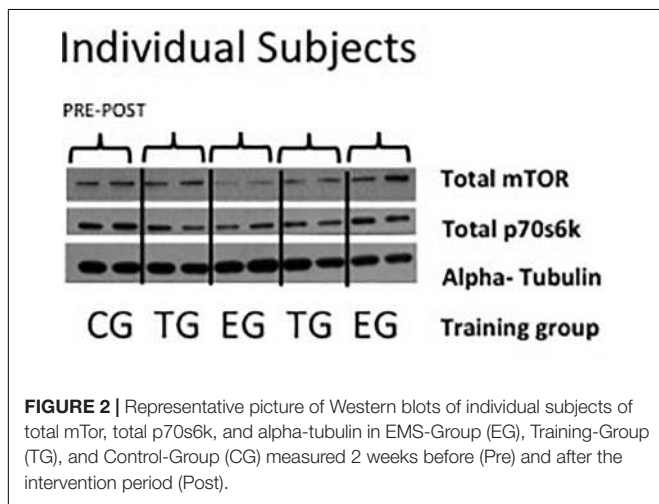 Individual Subjects
PRE-POST
Total mTOR
Total p70s6k
Alpha- Tubulin
CG TG EG TG EG Training group
FIGURE 2 | Representative picture of Western blots of individual subjects of
total mTor, total p70s6k, and alpha-tubulin in EMS-Group (EG), Training-Group
(TG), and Control-Group (CG) measured 2 weeks before (Pre) and after the
intervention period (Post).